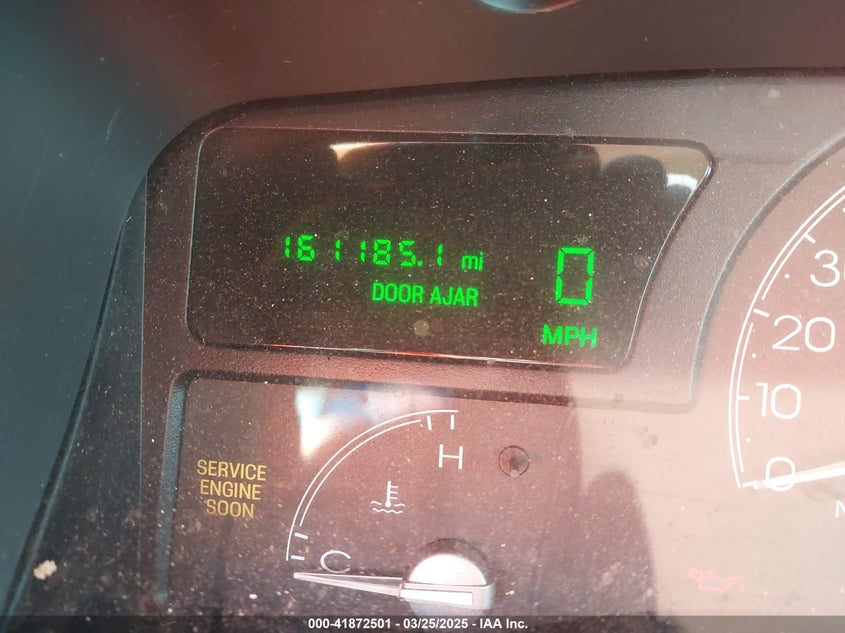 161185.1 mi
DOOR AJAR
0
MPH
30
20
10
0
SERVICE
ENGINE
SOON
H
C
000-41872501 - 03/25/2025 - IAA Inc.